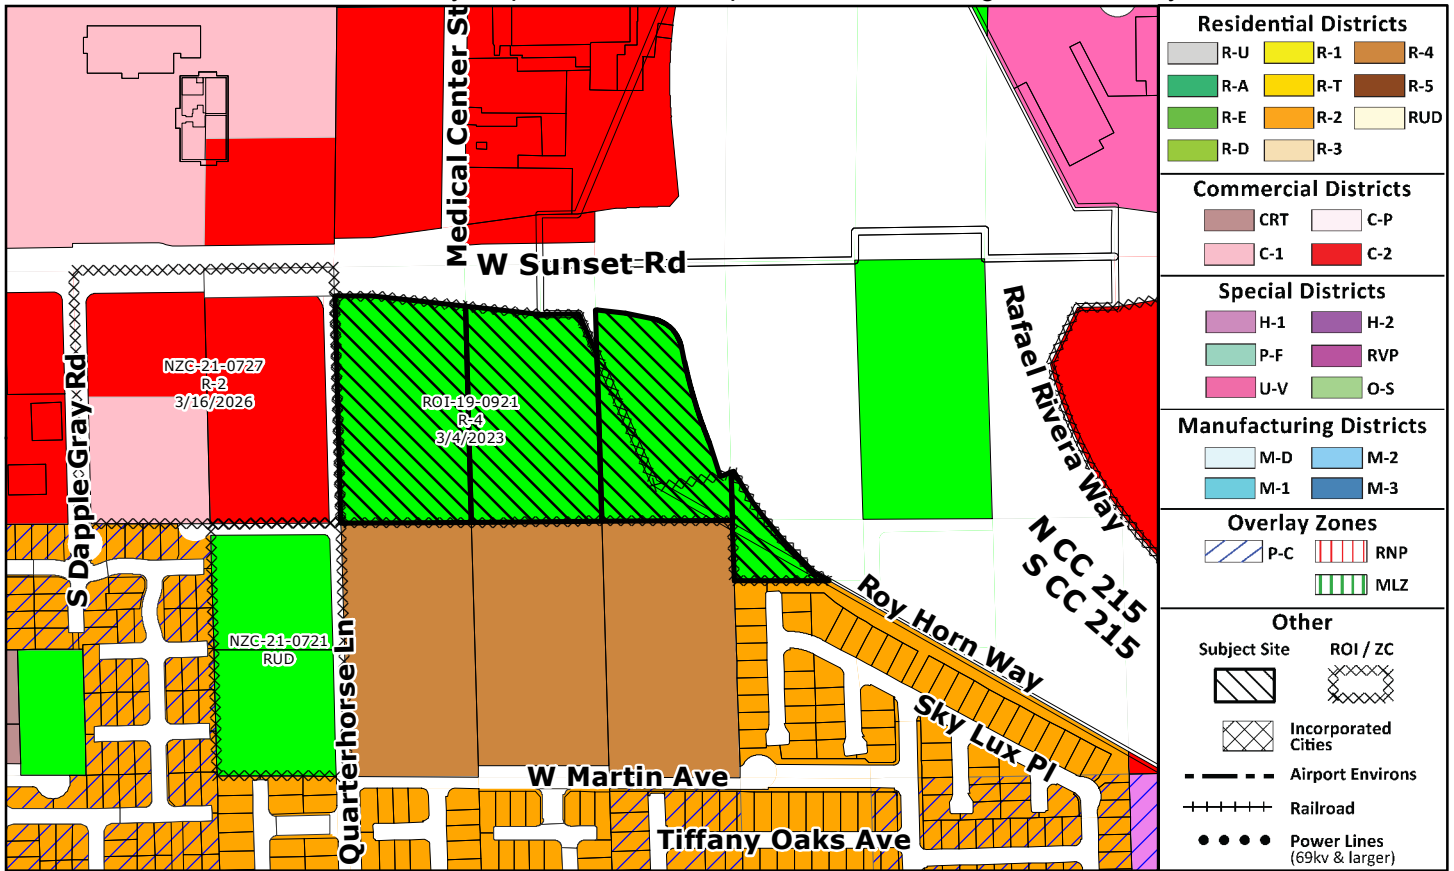 Medical Center St
W Sunset Rd
Rafael Rivera Way
S Dapple Gray Rd
NZC-21-0727
R-2
3/16/2026
ROI-19-0921
R-4
3/4/2023
N CC 215
S CC 215
Roy Horn Way
NZC-21-0721
RUD
Quarterhorse Ln
Sky Lux Pl
W Martin Ave
Tiffany Oaks Ave
Residential Districts
R-U
R-1
R-4
R-A
R-T
R-5
R-E
R-2
RUD
R-D
R-3
Commercial Districts
CRT
C-P
C-1
C-2
Special Districts
H-1
H-2
P-F
RVP
U-V
O-S
Manufacturing Districts
M-D
M-2
M-1
M-3
Overlay Zones
P-C
RNP
MLZ
Other
Subject Site
ROI / ZC
Incorporated
Cities
Airport Environs
Railroad
Power Lines
(69kv & larger)